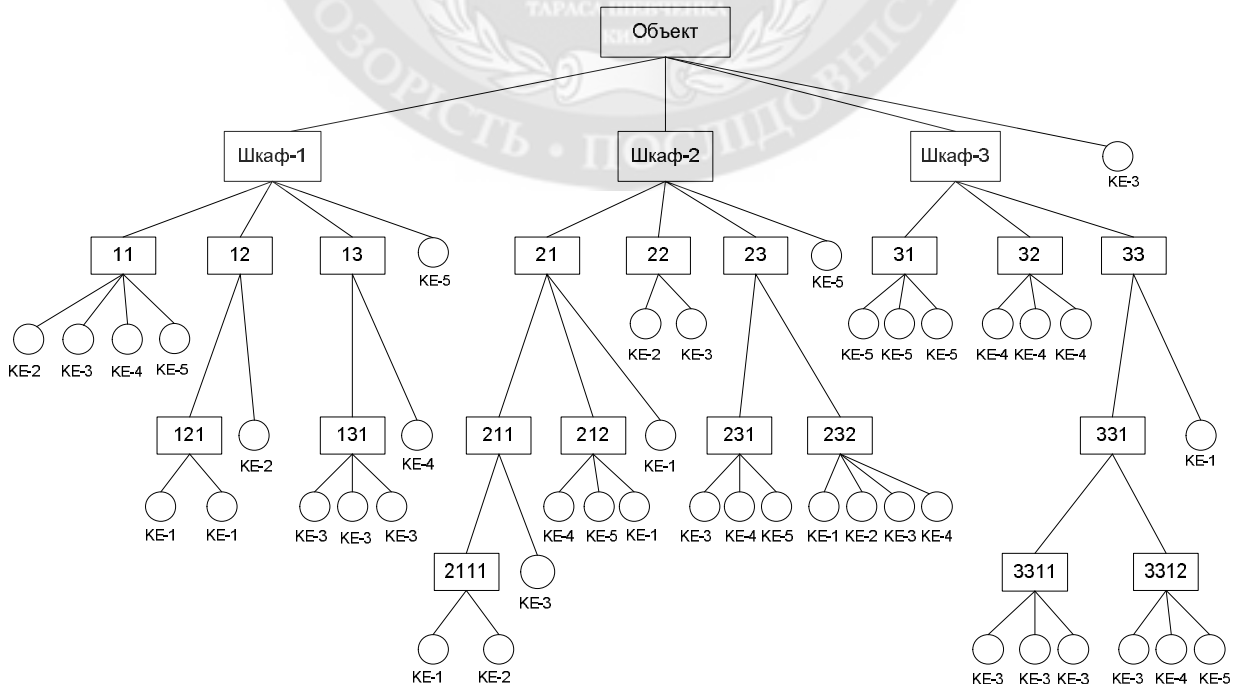 ТАРАСА ШЕВЧЕНКА
ОЗОРІСТЬ • ПОСЛІДОВНІС
Объект
Шкаф-1 Шкаф-2 Шкаф-3
КЕ-3
11 12 13 21 22 23 31 32 33
КЕ-5 КЕ-5
КЕ-2 КЕ-3 КЕ-5 КЕ-5 КЕ-5 КЕ-4 КЕ-4 КЕ-4
КЕ-2 КЕ-3 КЕ-4 КЕ-5
121 131 211 212 231 232 331
КЕ-2 КЕ-4 КЕ-1 КЕ-1
КЕ-1 КЕ-1 КЕ-3 КЕ-3 КЕ-3 КЕ-4 КЕ-5 КЕ-1 КЕ-3 КЕ-4 КЕ-5 КЕ-1 КЕ-2 КЕ-3 КЕ-4
2111 3311 3312
КЕ-3
КЕ-1 КЕ-2 КЕ-3 КЕ-3 КЕ-3 КЕ-3 КЕ-4 КЕ-5